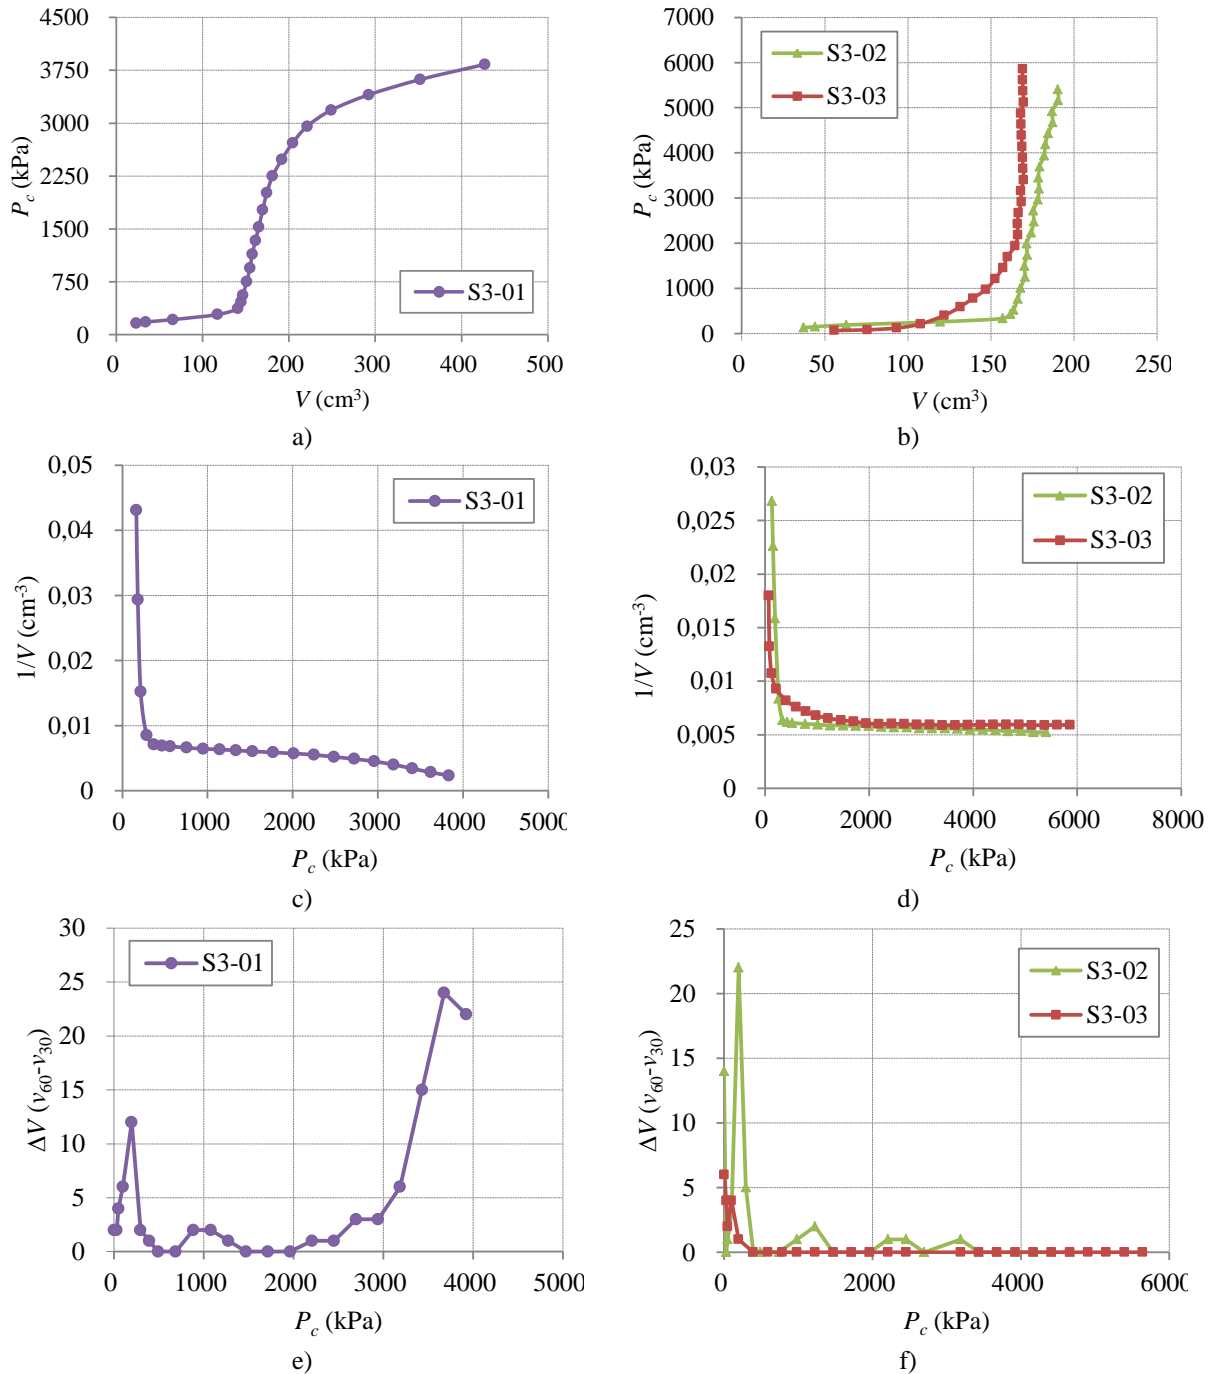 4500
3750
3000
2250
1500
750
0
P_c (kPa)
S3-01
0 100 200 300 400 500
V (cm³)
a)
7000
6000
5000
4000
3000
2000
1000
0
P_c (kPa)
S3-02
S3-03
0 50 100 150 200 250
V (cm³)
b)
0,05
0,04
0,03
0,02
0,01
0
1/V (cm⁻³)
S3-01
0 1000 2000 3000 4000 5000
P_c (kPa)
c)
0,03
0,025
0,02
0,015
0,01
0,005
0
1/V (cm⁻³)
S3-02
S3-03
0 2000 4000 6000 8000
P_c (kPa)
d)
30
25
20
15
10
5
0
ΔV (v₆₀-v₃₀)
S3-01
0 1000 2000 3000 4000 5000
P_c (kPa)
e)
25
20
15
10
5
0
ΔV (v₆₀-v₃₀)
S3-02
S3-03
0 2000 4000 6000
P_c (kPa)
f)